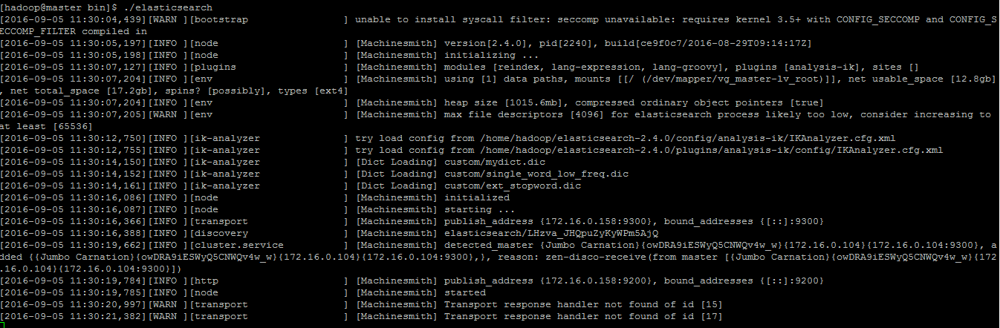 [hadoop@master bin]$ ./elasticsearch
[2016-09-05 11:30:04,439][WARN ][bootstrap                ] unable to install syscall filter: seccomp unavailable: requires kernel 3.5+ with CONFIG_SECCOMP and CONFIG_S
ECCOMP_FILTER compiled in
[2016-09-05 11:30:05,197][INFO ][node                     ] [Machinesmith] version[2.4.0], pid[2240], build[ce9f0c7/2016-08-29T09:14:17Z]
[2016-09-05 11:30:05,198][INFO ][node                     ] [Machinesmith] initializing ...
[2016-09-05 11:30:07,127][INFO ][plugins                  ] [Machinesmith] modules [reindex, lang-expression, lang-groovy], plugins [analysis-ik], sites []
[2016-09-05 11:30:07,204][INFO ][env                      ] [Machinesmith] using [1] data paths, mounts [[/ (/dev/mapper/vg_master-lv_root)]], net usable_space [12.8gb]
, net total_space [17.2gb], spins? [possibly], types [ext4]
[2016-09-05 11:30:07,204][INFO ][env                      ] [Machinesmith] heap size [1015.6mb], compressed ordinary object pointers [true]
[2016-09-05 11:30:07,205][WARN ][env                      ] [Machinesmith] max file descriptors [4096] for elasticsearch process likely too low, consider increasing to
at least [65536]
[2016-09-05 11:30:12,750][INFO ][ik-analyzer              ] try load config from /home/hadoop/elasticsearch-2.4.0/config/analysis-ik/IKAnalyzer.cfg.xml
[2016-09-05 11:30:12,755][INFO ][ik-analyzer              ] try load config from /home/hadoop/elasticsearch-2.4.0/plugins/analysis-ik/config/IKAnalyzer.cfg.xml
[2016-09-05 11:30:14,150][INFO ][ik-analyzer              ] [Dict Loading] custom/mydict.dic
[2016-09-05 11:30:14,152][INFO ][ik-analyzer              ] [Dict Loading] custom/single_word_low_freq.dic
[2016-09-05 11:30:14,161][INFO ][ik-analyzer              ] [Dict Loading] custom/ext_stopword.dic
[2016-09-05 11:30:16,086][INFO ][node                     ] [Machinesmith] initialized
[2016-09-05 11:30:16,087][INFO ][node                     ] [Machinesmith] starting ...
[2016-09-05 11:30:16,366][INFO ][transport                ] [Machinesmith] publish_address {172.16.0.158:9300}, bound_addresses {[::]:9300}
[2016-09-05 11:30:16,388][INFO ][discovery                ] [Machinesmith] elasticsearch/LHzva_JHQpuZyKyWPm5AjQ
[2016-09-05 11:30:19,662][INFO ][cluster.service          ] [Machinesmith] detected_master {Jumbo Carnation}{owDRA9iESWyQ5CNWQv4w_w}{172.16.0.104}{172.16.0.104:9300}, a
dded {{Jumbo Carnation}{owDRA9iESWyQ5CNWQv4w_w}{172.16.0.104}{172.16.0.104:9300},}, reason: zen-disco-receive(from master [{Jumbo Carnation}{owDRA9iESWyQ5CNWQv4w_w}{172
.16.0.104}{172.16.0.104:9300}])
[2016-09-05 11:30:19,784][INFO ][http                     ] [Machinesmith] publish_address {172.16.0.158:9200}, bound_addresses {[::]:9200}
[2016-09-05 11:30:19,785][INFO ][node                     ] [Machinesmith] started
[2016-09-05 11:30:20,997][WARN ][transport                ] [Machinesmith] Transport response handler not found of id [15]
[2016-09-05 11:30:21,382][WARN ][transport                ] [Machinesmith] Transport response handler not found of id [17]